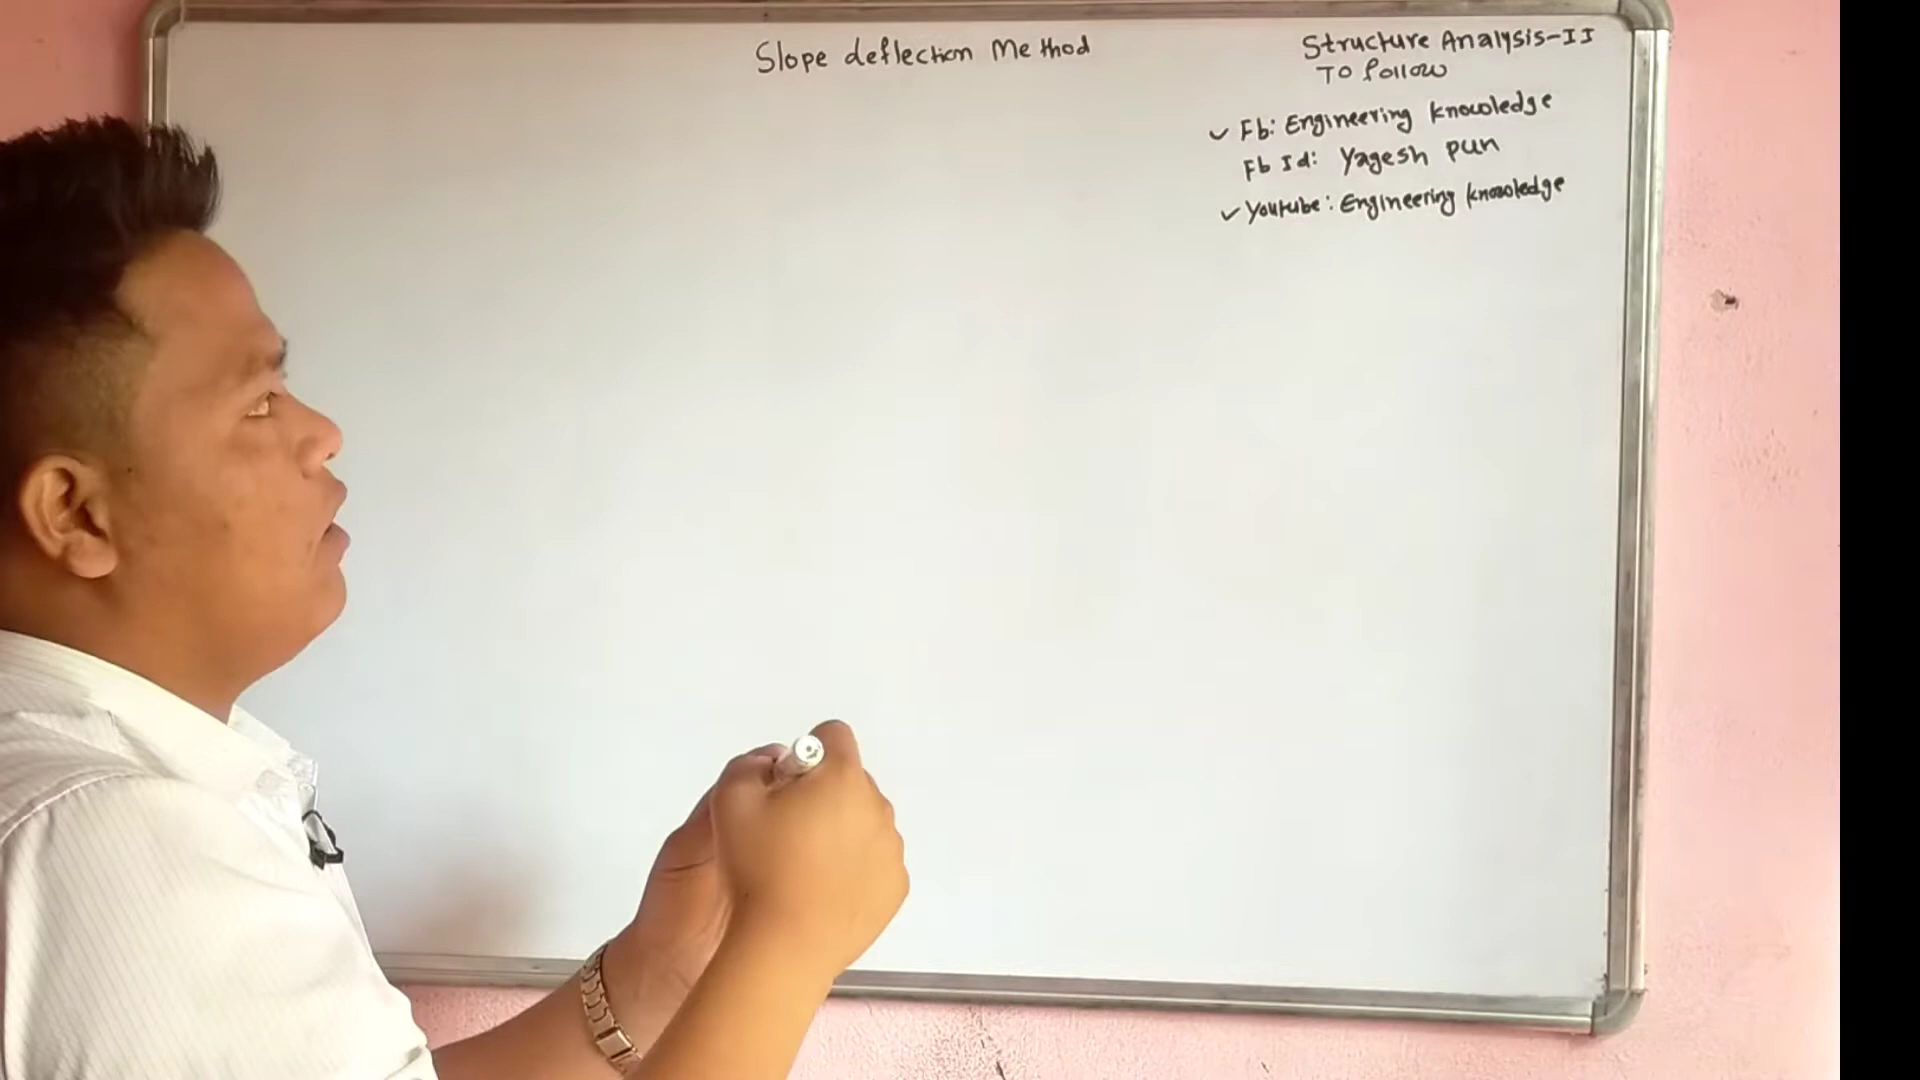 Slope deflection Method
Structure Analysis-II
To follow
✓ Fb: Engineering knowledge
Fb Id: Yagesh pun
✓ Youtube: Engineering knowledge